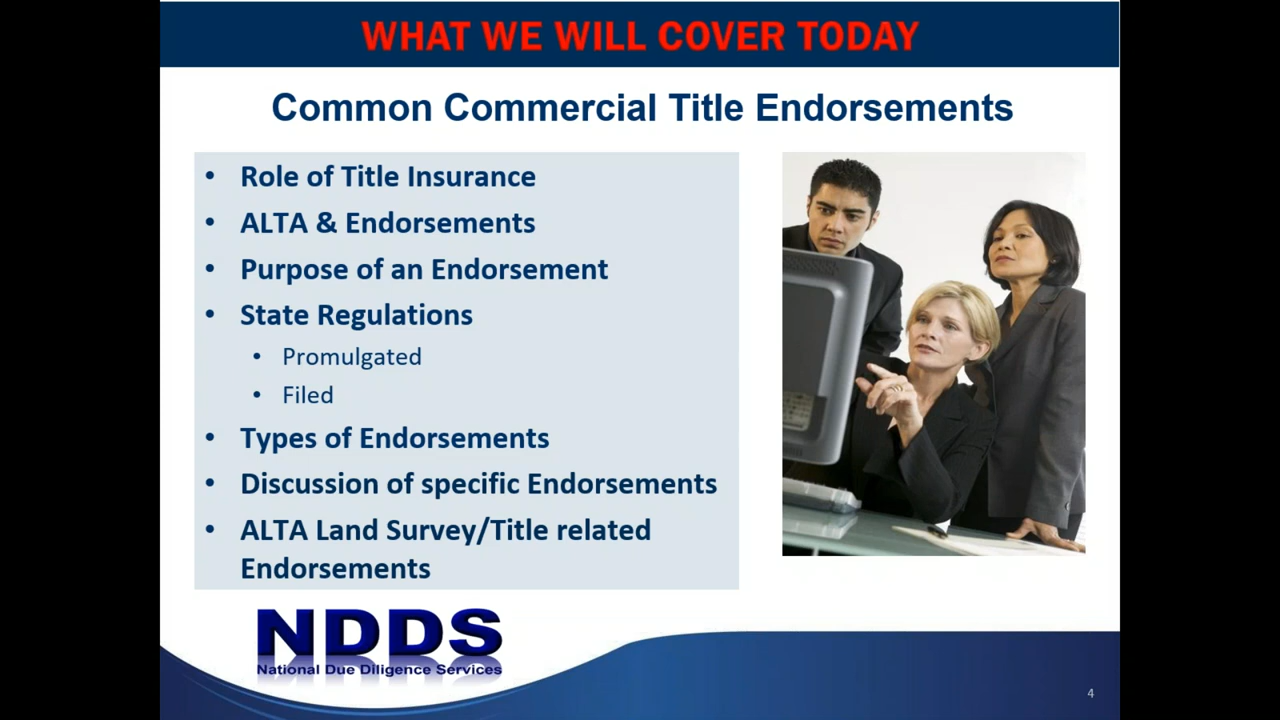 WHAT WE WILL COVER TODAY
Common Commercial Title Endorsements
• Role of Title Insurance
• ALTA & Endorsements
• Purpose of an Endorsement
• State Regulations
• Promulgated
• Filed
• Types of Endorsements
• Discussion of specific Endorsements
• ALTA Land Survey/Title related
Endorsements
NDDS
National Due Diligence Services
4